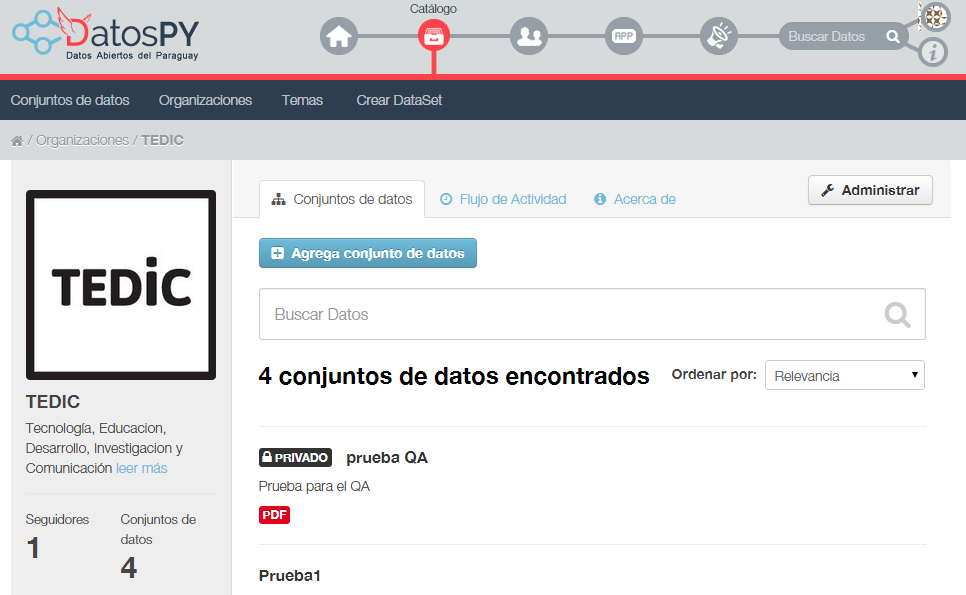 Catálogo
DatosPY
Datos Abiertos del Paraguay
APP
Buscar Datos
Conjuntos de datos
Organizaciones
Temas
Crear DataSet
/ Organizaciones / TEDIC
TEDIC
TEDIC
Tecnología, Educacion,
Desarrollo, Investigacion y
Comunicación leer más
Seguidores
1
Conjuntos de
datos
4
Conjuntos de datos
Flujo de Actividad
Acerca de
Administrar
Agrega conjunto de datos
Buscar Datos
4 conjuntos de datos encontrados
Ordenar por:
Relevancia
PRIVADO
prueba QA
Prueba para el QA
PDF
Prueba1